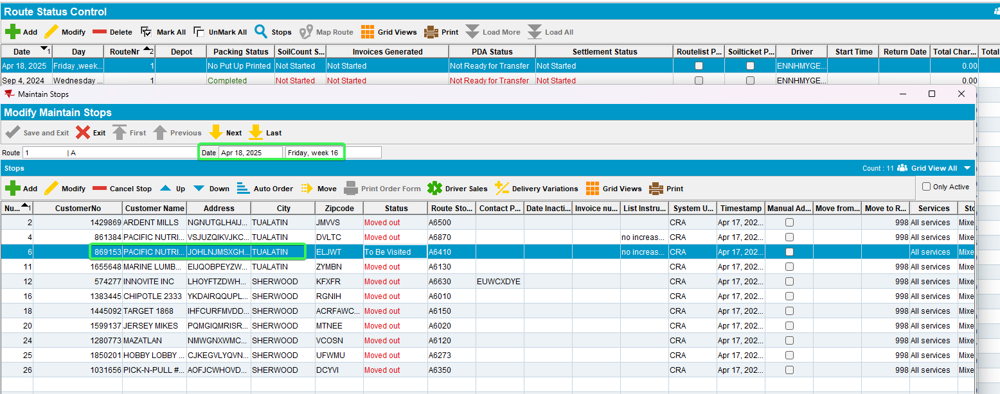 Route Status Control
Add Modify Delete Mark All UnMark All Stops Map Route Grid Views Print Load More Load All
Date 1 Day RouteNr 2 Depot Packing Status SoilCount S... Invoices Generated PDA Status Settlement Status Routelist P... Soilticket P... Driver Start Time Return Date Total Char... Total
Apr 18, 2025 Friday ,week... 1 No Put Up Printed Not Started Not Started Not Ready for Transfer Not Started ENNHMYGE... 0.00
Sep 4, 2024 Wednesday ... 1 Completed Not Started Not Started Not Ready for Transfer Not Started ENNHMYGE... 0.00
Maintain Stops
Modify Maintain Stops
Save and Exit Exit First Previous Next Last
Route 1 | A Date Apr 18, 2025 Friday, week 16
Stops Count : 11 Grid View All
Add Modify Cancel Stop Up Down Auto Order Move Print Order Form Driver Sales Delivery Variations Grid Views Print Only Active
Nu... 1 CustomerNo Customer Name Address City Zipcode Status Route Sto... Contact P... Date Inacti... Invoice nu... List Instru... System U... Timestamp Manual Ad... Move from... Move to R... Services Sto
2 1429869 ARDENT MILLS NGNUTGLHAIJ... TUALATIN JMVVS Moved out A6500 CRA Apr 17, 202... 998 All services Mixe
4 861384 PACIFIC NUTRI... VSJUZQIKVJKC... TUALATIN DVLTC Moved out A6870 no increas... CRA Apr 17, 202... 998 All services Mixe
6 869153 PACIFIC NUTRI... JOHLNJMSXGH... TUALATIN ELJWT To Be Visited A6410 no increas... CRA Apr 17, 202... All services Mixe
11 1655648 MARINE LUMB... EIJQOBPEYZW... TUALATIN ZYMBN Moved out A6130 CRA Apr 17, 202... 998 All services Mixe
12 574277 INNOVITE INC LHOYFTZDWH... SHERWOOD KFXFR Moved out A6630 EUWCXDYE CRA Apr 17, 202... 998 All services Mixe
16 1383445 CHIPOTLE 2333 YKDAIRQQUPL... SHERWOOD RGNIH Moved out A6010 CRA Apr 17, 202... 998 All services Mixe
18 1445092 TARGET 1868 IHFCURFMVDD... SHERWOOD ACRFAWC... Moved out A6150 CRA Apr 17, 202... 998 All services Mixe
20 1599137 JERSEY MIKES PQMGIQMRISR... SHERWOOD MTNEE Moved out A6020 CRA Apr 17, 202... 998 All services Mixe
24 1280773 MAZATLAN NMWGNXWMC... SHERWOOD VCOSN Moved out A6120 CRA Apr 17, 202... 998 All services Mixe
25 1850201 HOBBY LOBBY ... CJKEGVLYQVN... SHERWOOD UFWMU Moved out A6273 CRA Apr 17, 202... 998 All services Mixe
26 1031656 PICK-N-PULL #... AOFJCWHOVD... SHERWOOD DCYVI Moved out A6350 CRA Apr 17, 202... 998 All services Mixe